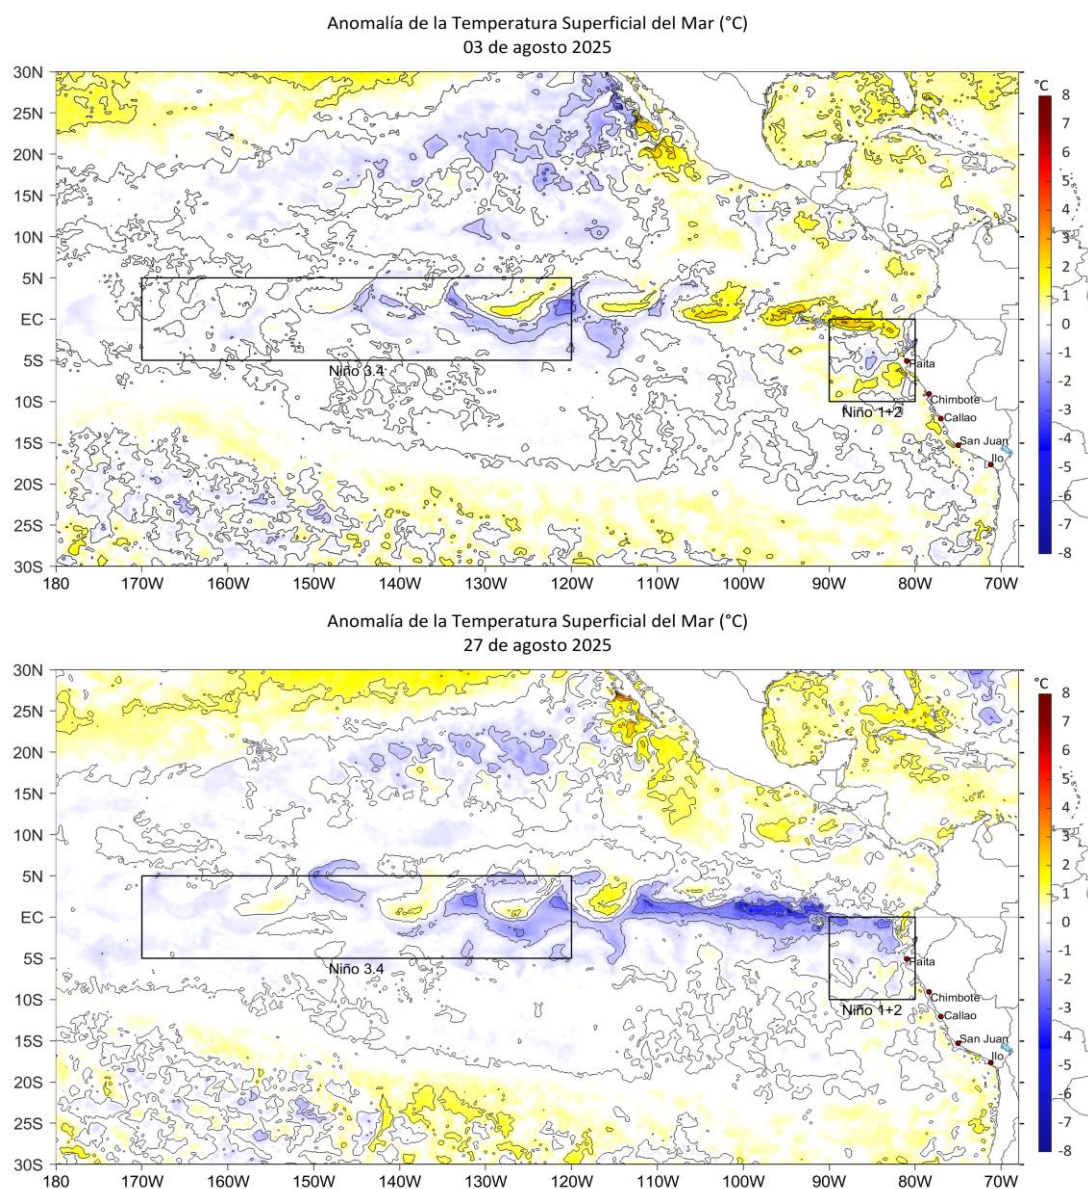 Anomalía de la Temperatura Superficial del Mar (°C)
03 de agosto 2025
30N
25N
20N
15N
10N
5N
EC
5S
10S
15S
20S
25S
30S
180 170W 160W 150W 140W 130W 120W 110W 100W 90W 80W 70W
Niño 3.4
Niño 1+2
Paita
Chimbote
Callao
San Juan
Ilo
°C
8
7
6
5
4
3
2
1
0
-1
-2
-3
-4
-5
-6
-7
-8
Anomalía de la Temperatura Superficial del Mar (°C)
27 de agosto 2025
30N
25N
20N
15N
10N
5N
EC
5S
10S
15S
20S
25S
30S
180 170W 160W 150W 140W 130W 120W 110W 100W 90W 80W 70W
Niño 3.4
Niño 1+2
Paita
Chimbote
Callao
San Juan
Ilo
°C
8
7
6
5
4
3
2
1
0
-1
-2
-3
-4
-5
-6
-7
-8